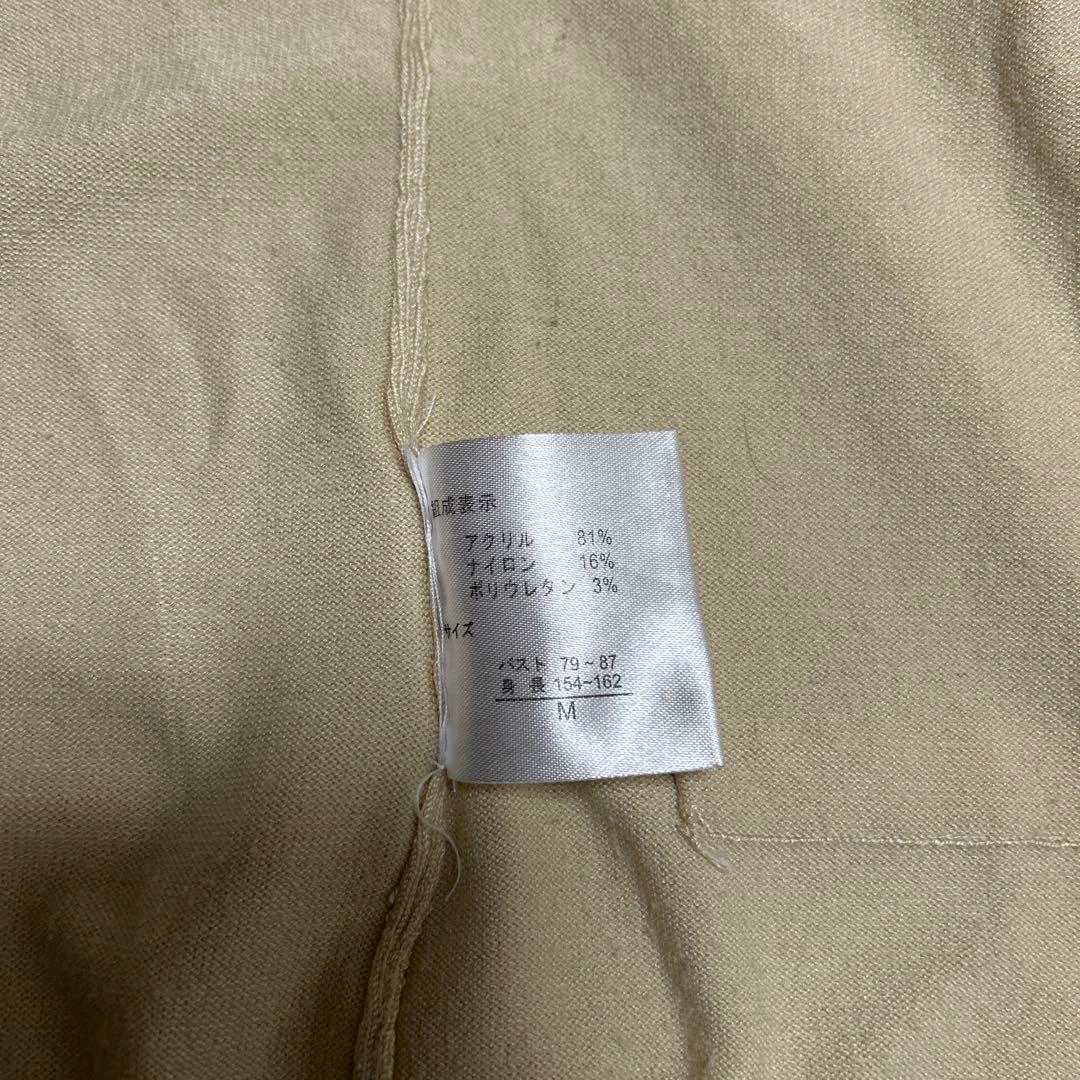 組成表示
アクリル 81%
ナイロン 16%
ポリウレタン 3%
サイズ
バスト 79~87
身長 154~162
M